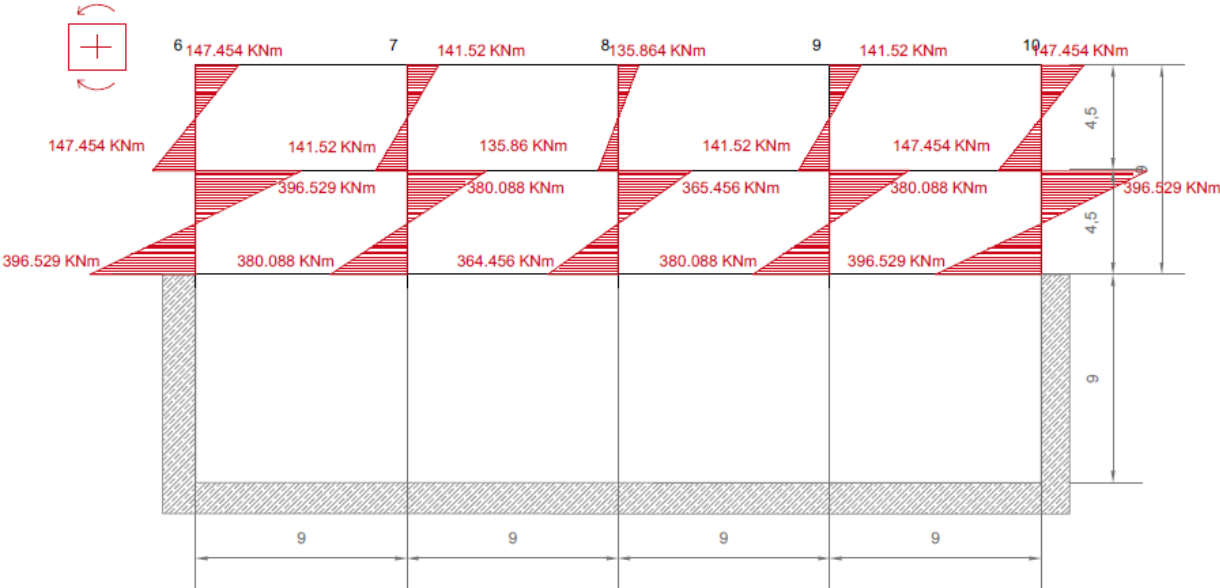 6 147.454 KNm 7 141.52 KNm 8 135.864 KNm 9 141.52 KNm 10 147.454 KNm
4,5
147.454 KNm 141.52 KNm 135.86 KNm 141.52 KNm 147.454 KNm
9
396.529 KNm 380.088 KNm 365.456 KNm 380.088 KNm 396.529 KNm
4,5
396.529 KNm 380.088 KNm 364.456 KNm 380.088 KNm 396.529 KNm
9
9 9 9 9